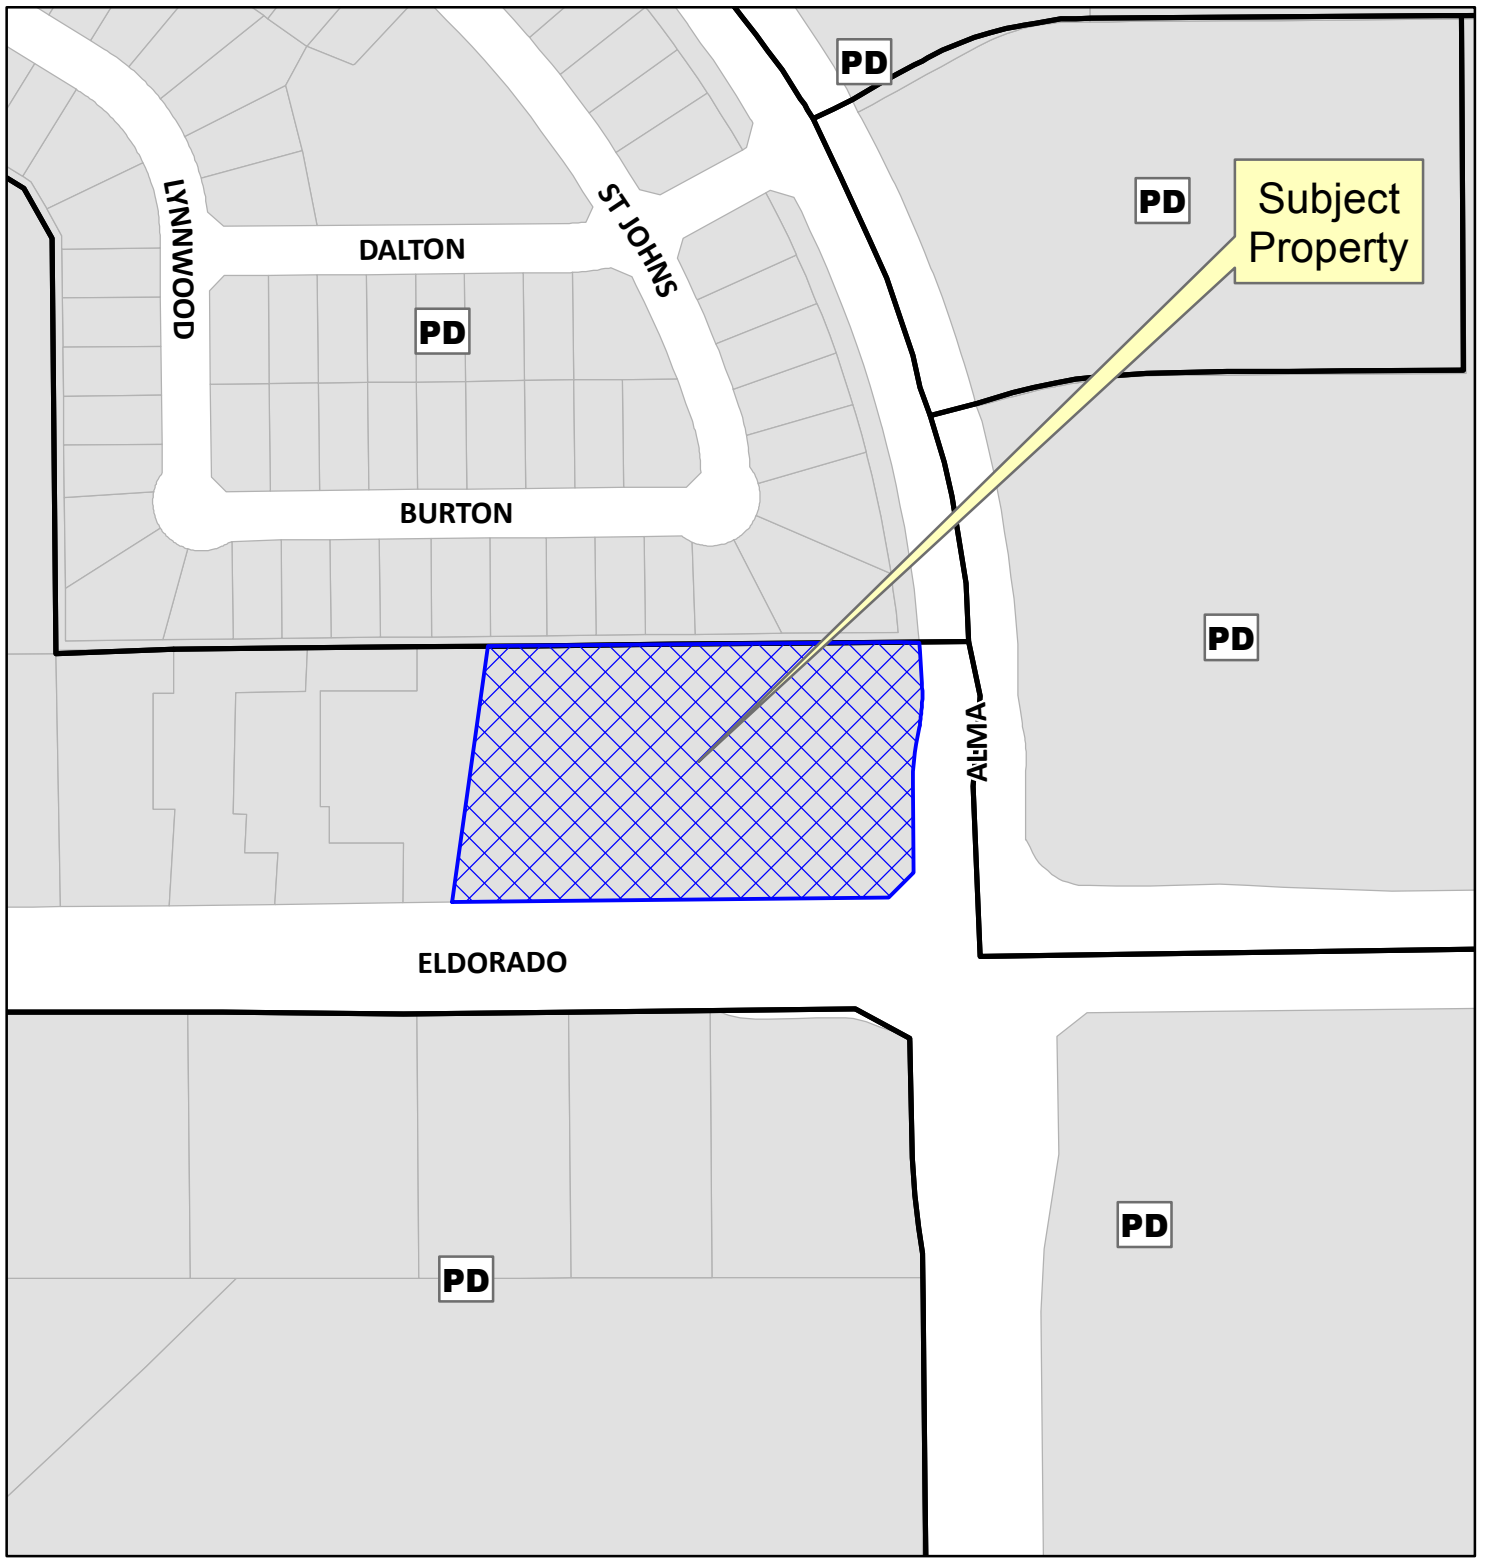 PD
PD
Subject
Property
LYNNWOOD
DALTON
ST JOHNS
PD
BURTON
PD
ALMA
ELDORADO
PD
PD